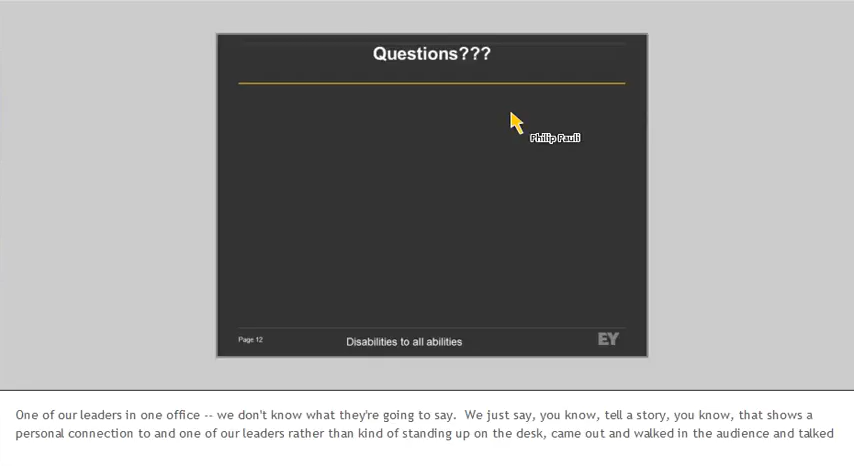 Questions???
Philip Pauli
Page 12
Disabilities to all abilities
EY
One of our leaders in one office -- we don't know what they're going to say.  We just say, you know, tell a story, you know, that shows a
personal connection to and one of our leaders rather than kind of standing up on the desk, came out and walked in the audience and talked